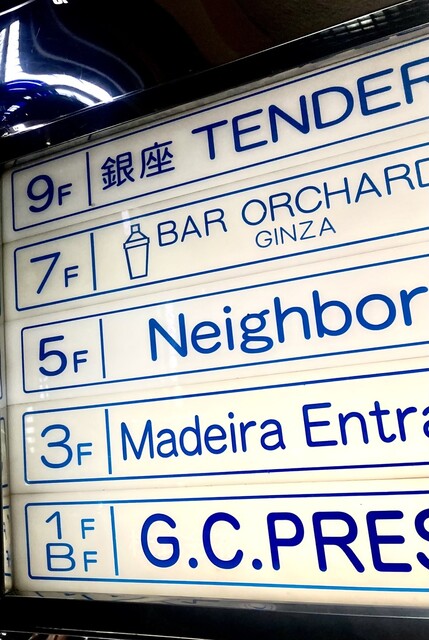 9F 銀座 TENDER
7F BAR ORCHARD
GINZA
5F Neighbor
3F Madeira Entra
1F G.C.PRES
BF